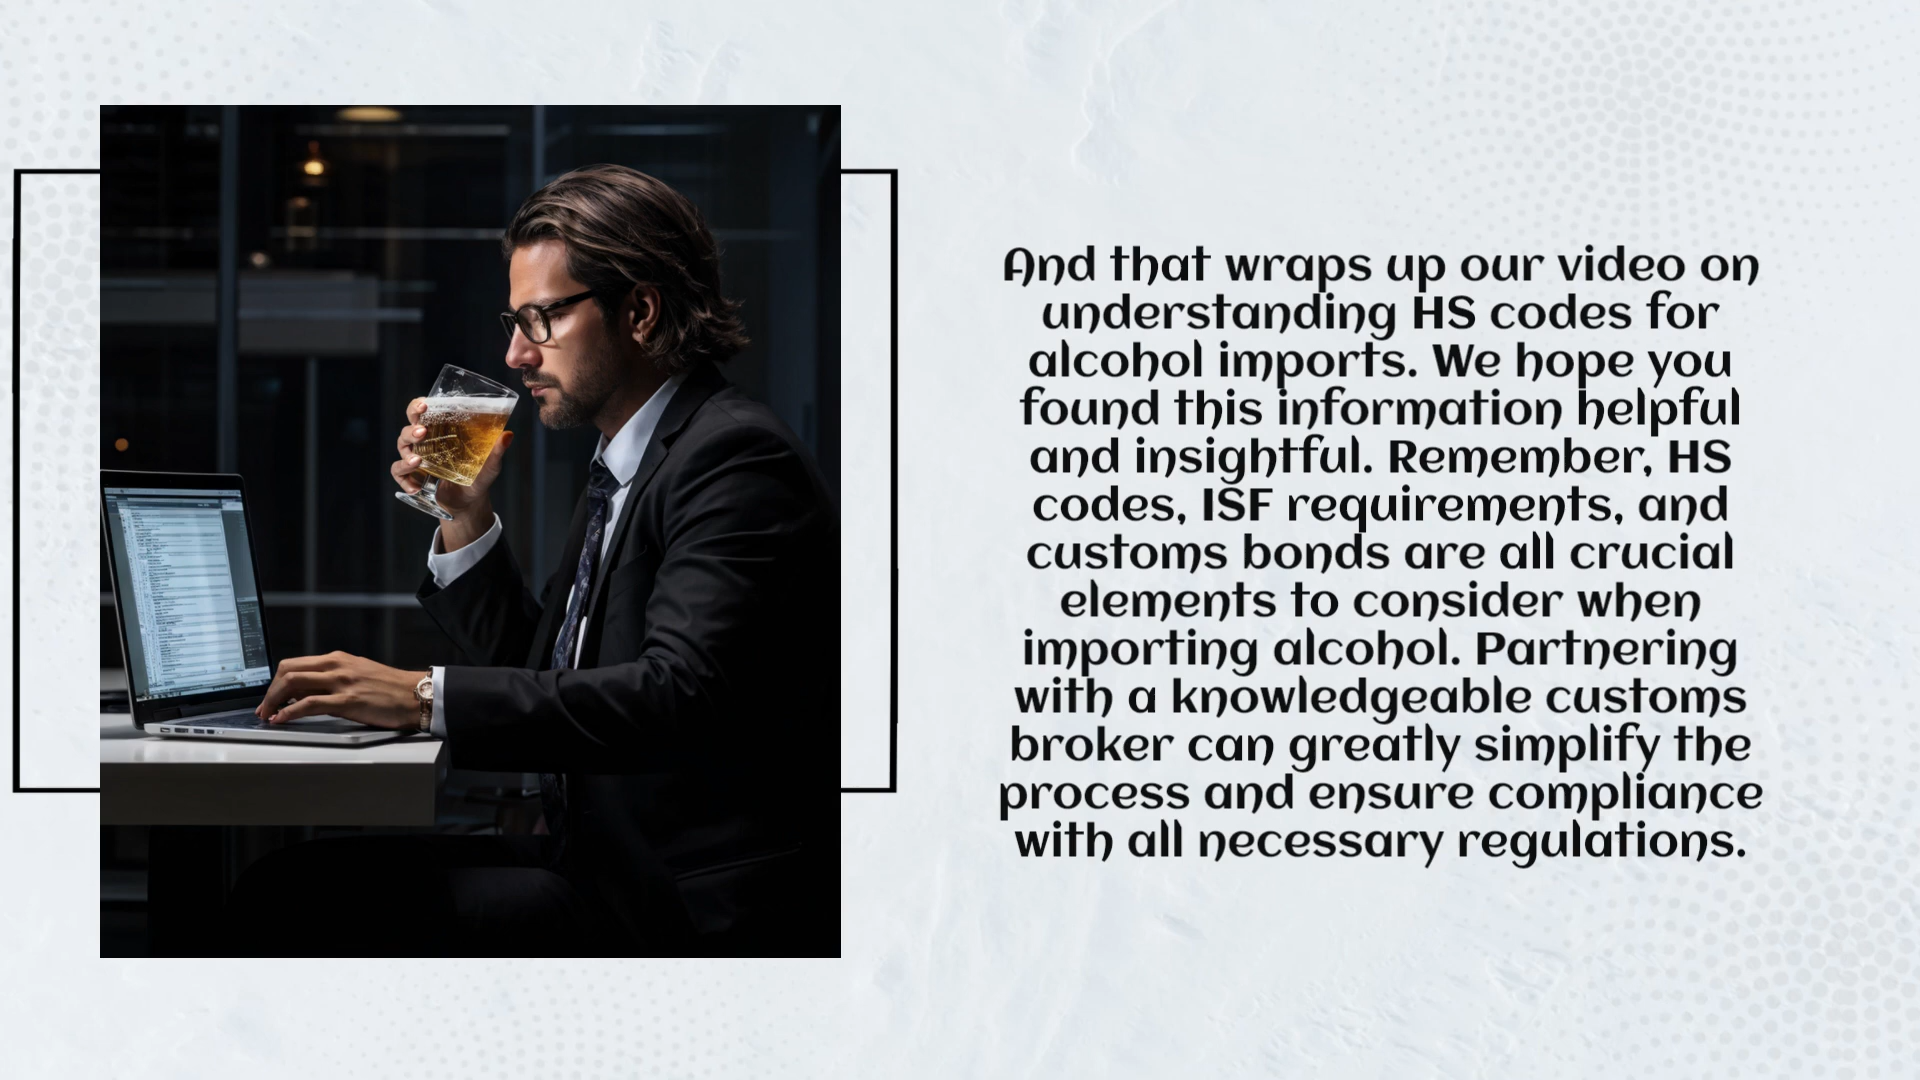 And that wraps up our video on
understanding HS codes for
alcohol imports. We hope you
found this information helpful
and insightful. Remember, HS
codes, ISF requirements, and
customs bonds are all crucial
elements to consider when
importing alcohol. Partnering
with a knowledgeable customs
broker can greatly simplify the
process and ensure compliance
with all necessary regulations.